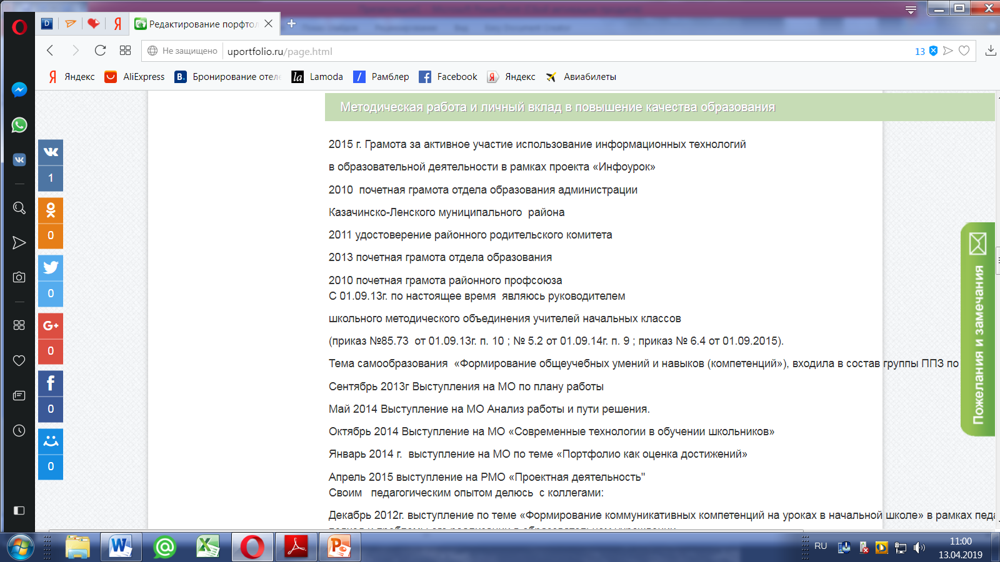 Редактирование порфтол
Не защищено
uportfolio.ru/page.html
13
Яндекс
AliExpress
Бронирование отеле
Lamoda
Рамблер
Facebook
Яндекс
Авиабилеты
Методическая работа и личный вклад в повышение качества образования
2015 г. Грамота за активное участие использование информационных технологий
в образовательной деятельности в рамках проекта «Инфоурок»
2010 почетная грамота отдела образования администрации
Казачинско-Ленского муниципального района
2011 удостоверение районного родительского комитета
2013 почетная грамота отдела образования
2010 почетная грамота районного профсоюза
С 01.09.13г. по настоящее время являюсь руководителем
школьного методического объединения учителей начальных классов
(приказ №85.73 от 01.09.13г. п. 10 ; № 5.2 от 01.09.14г. п. 9 ; приказ № 6.4 от 01.09.2015).
Тема самообразования «Формирование общеучебных умений и навыков (компетенций»), входила в состав группы ППЗ по
Сентябрь 2013г Выступления на МО по плану работы
Май 2014 Выступление на МО Анализ работы и пути решения.
Октябрь 2014 Выступление на МО «Современные технологии в обучении школьников»
Январь 2014 г. выступление на МО по теме «Портфолио как оценка достижений»
Апрель 2015 выступление на РМО «Проектная деятельность"
Своим педагогическим опытом делюсь с коллегами:
Декабрь 2012г. выступление по теме «Формирование коммуникативных компетенций на уроках в начальной школе» в рамках педа
1
0
0
0
0
0
Пожелания и замечания
RU
11:00
13.04.2019